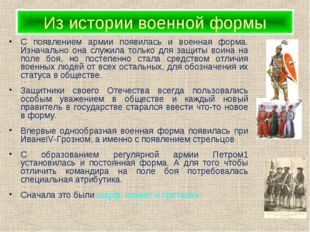 Из истории военной формы
• С появлением армии появилась и военная форма.
Изначально она служила только для защиты воина на
поле боя, но постепенно стала средством отличия
военных людей от всех остальных, для обозначения их
статуса в обществе.
• Защитники своего Отечества всегда пользовались
особым уважением в обществе и каждый новый
правитель в государстве старался ввести что-то новое
в форму.
• Впервые однообразная военная форма появилась при
ИванеIV-Грозном, а именно с появлением стрельцов
• С образованием регулярной армии Петром1
установилась и постоянная форма. А для того чтобы
отличить командира на поле боя потребовалась
специальная атрибутика.
• Сначала это были шарф, горжет и протазан